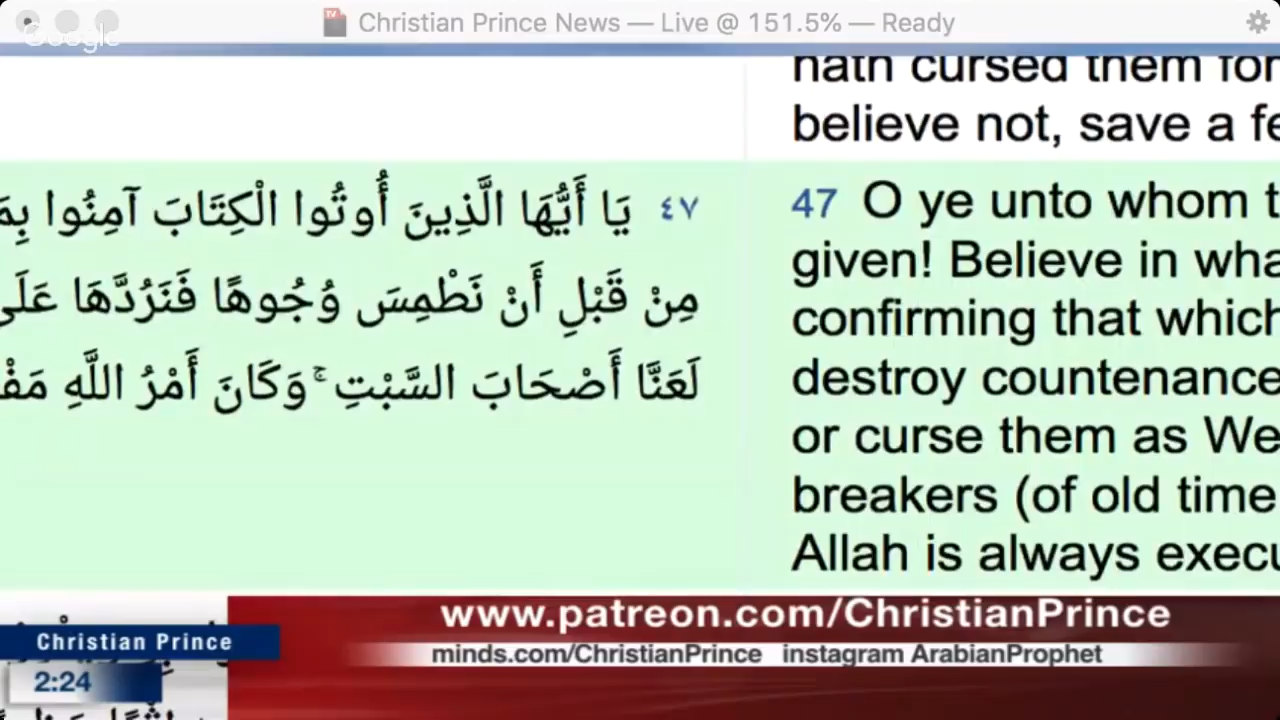 Christian Prince News — Live @ 151.5% — Ready
Google
hath cursed them for
believe not, save a fe
٤٧ يَا أَيُّهَا الَّذِينَ أُوتُوا الْكِتَابَ آمِنُوا بِمَ
مِنْ قَبْلِ أَنْ نَطْمِسَ وُجُوهًا فَنَرُدَّهَا عَلَى
لَعَنَّا أَصْحَابَ السَّبْتِ ۚ وَكَانَ أَمْرُ اللَّهِ مَفْ
47 O ye unto whom t
given! Believe in wha
confirming that which
destroy countenance
or curse them as We
breakers (of old time
Allah is always execu
www.patreon.com/ChristianPrince
Christian Prince
minds.com/ChristianPrince instagram ArabianProphet
2:24